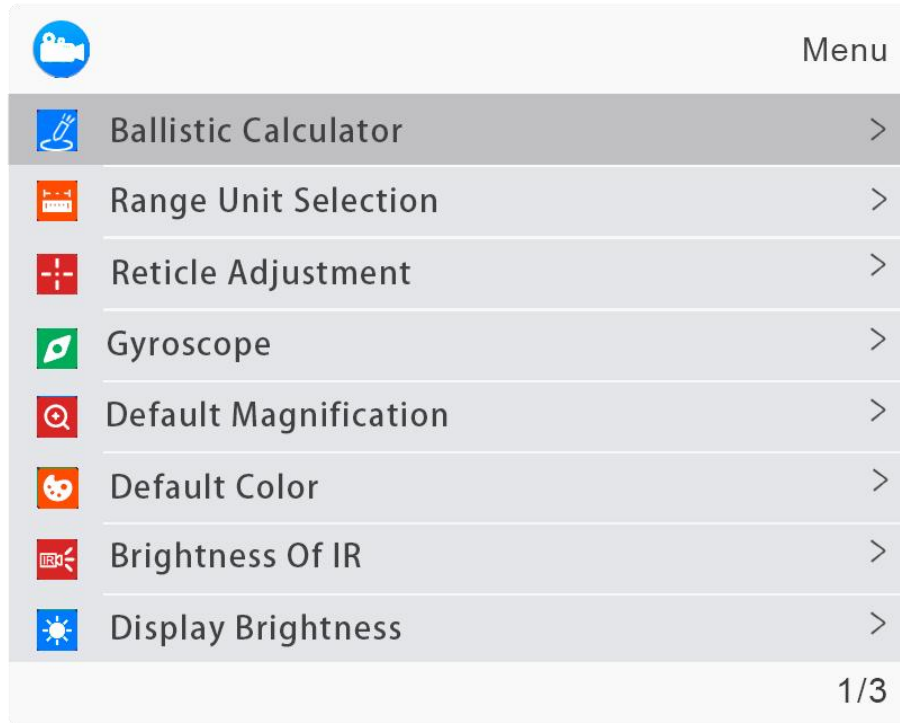 Menu
Ballistic Calculator
Range Unit Selection
Reticle Adjustment
Gyroscope
Default Magnification
Default Color
IR
Brightness Of IR
Display Brightness
1/3